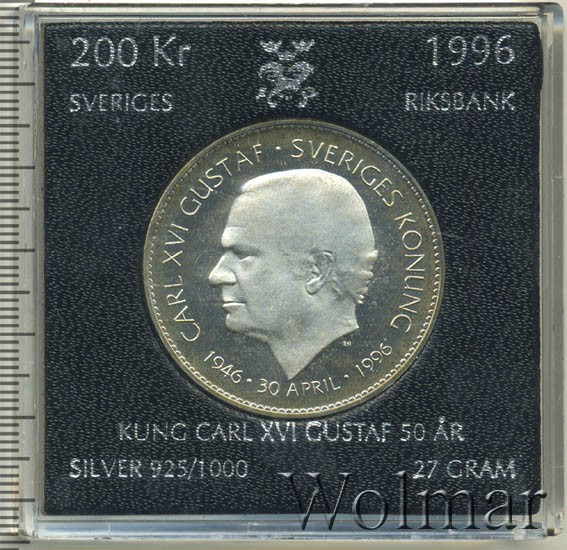 200 Kr 1996
SVERIGES RIKSBANK
CARL XVI GUSTAF · SVERIGES KONUNG
1946 · 30 APRIL · 1996
KUNG CARL XVI GUSTAF 50 ÅR
SILVER 925/1000 27 GRAM
Wolmar